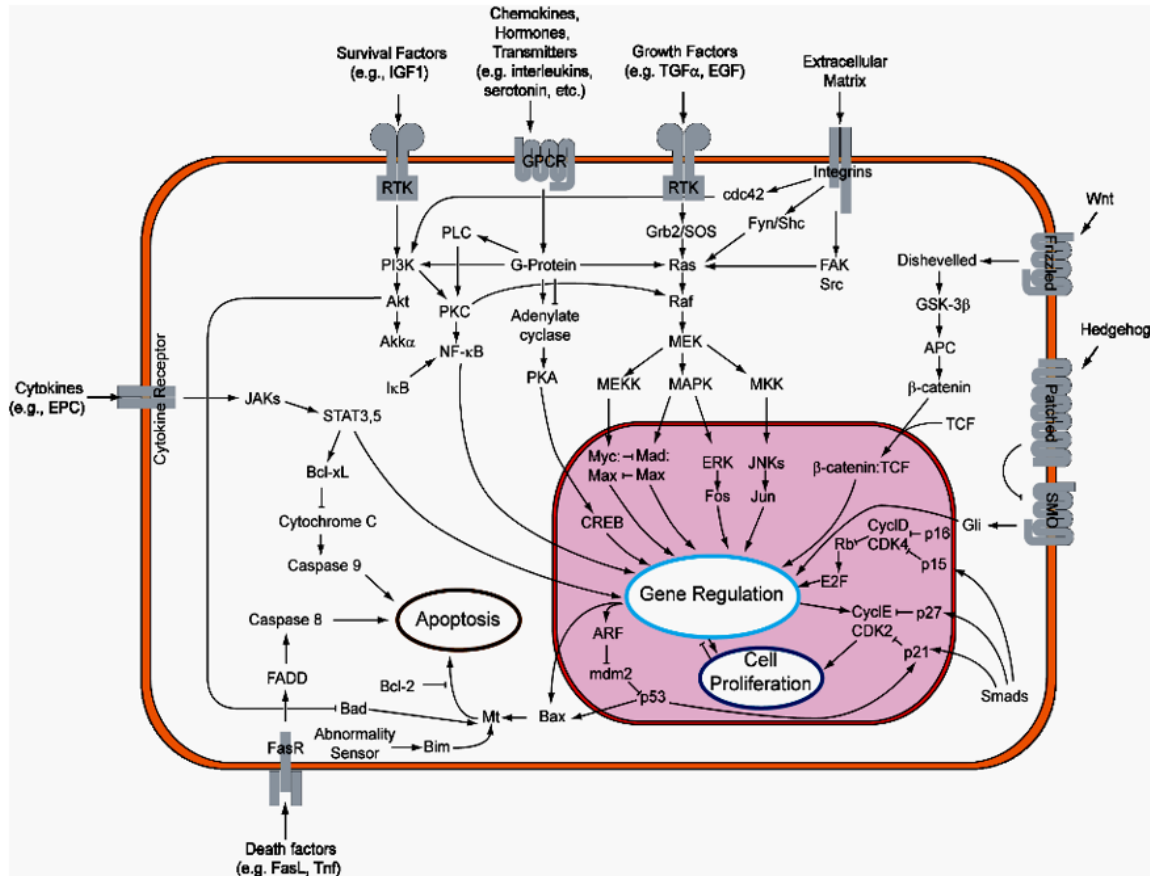 Chemokines,
Hormones,
Transmitters
(e.g. interleukins,
serotonin, etc.)
Survival Factors
(e.g., IGF1)
Growth Factors
(e.g. TGFα, EGF)
Extracellular
Matrix
GPCR
RTK
RTK
Integrins
cdc42
Wnt
Frizzled
PLC
Grb2/SOS
Fyn/Shc
PI3K
G-Protein
Ras
FAK
Src
Dishevelled
Akt
PKC
Adenylate
cyclase
Raf
GSK-3β
Akkα
NF-κB
MEK
APC
Hedgehog
Patched
IκB
PKA
MEKK
MAPK
MKK
β-catenin
Cytokines
(e.g., EPC)
Cytokine Receptor
JAKs
STAT3,5
TCF
Myc:
Mad:
Max
Max
ERK
JNKs
β-catenin:TCF
Bcl-xL
Fos
Jun
SMO
Cytochrome C
CREB
Gli
CyclD
p16
Rb
CDK4
p15
Caspase 9
E2F
Gene Regulation
Caspase 8
Apoptosis
CyclE
p27
ARF
CDK2
p21
FADD
mdm2
Cell
Proliferation
Bcl-2
p53
Smads
Bad
Mt
Bax
Abnormality
Sensor
Bim
FasR
Death factors
(e.g. FasL, Tnf)